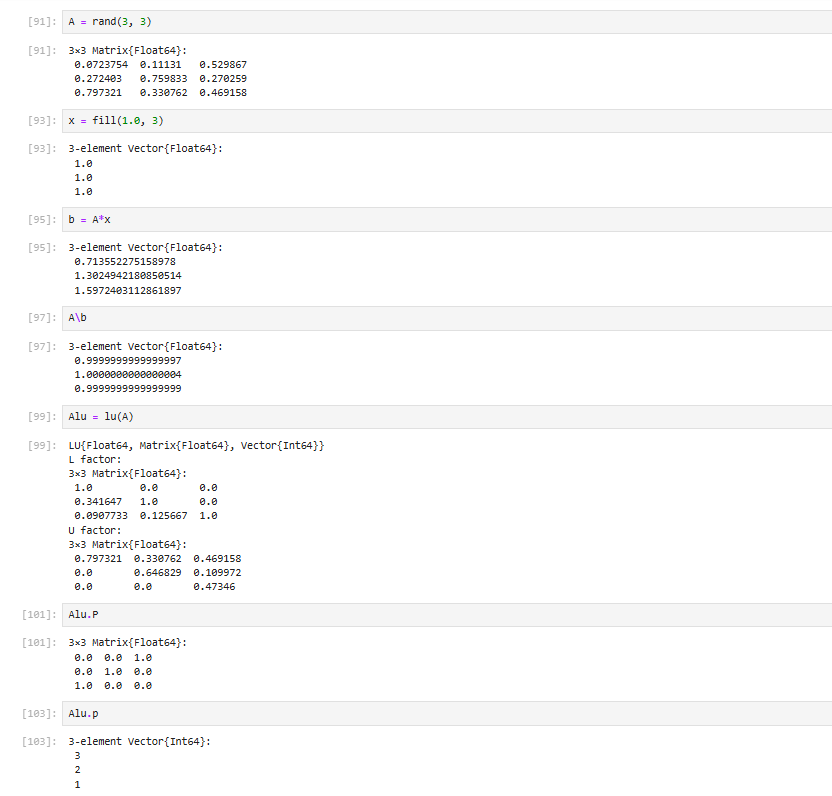 [91]: A = rand(3, 3)
[91]: 3×3 Matrix{Float64}:
0.0723754 0.11131 0.529867
0.272403 0.759833 0.270259
0.797321 0.330762 0.469158
[93]: x = fill(1.0, 3)
[93]: 3-element Vector{Float64}:
1.0
1.0
1.0
[95]: b = A*x
[95]: 3-element Vector{Float64}:
0.713552275158978
1.3024942180850514
1.5972403112861897
[97]: A\b
[97]: 3-element Vector{Float64}:
0.9999999999999997
1.0000000000000004
0.9999999999999999
[99]: Alu = lu(A)
[99]: LU{Float64, Matrix{Float64}, Vector{Int64}}
L factor:
3×3 Matrix{Float64}:
1.0 0.0 0.0
0.341647 1.0 0.0
0.0907733 0.125667 1.0
U factor:
3×3 Matrix{Float64}:
0.797321 0.330762 0.469158
0.0 0.646829 0.109972
0.0 0.0 0.47346
[101]: Alu.P
[101]: 3×3 Matrix{Float64}:
0.0 0.0 1.0
0.0 1.0 0.0
1.0 0.0 0.0
[103]: Alu.p
[103]: 3-element Vector{Int64}:
3
2
1